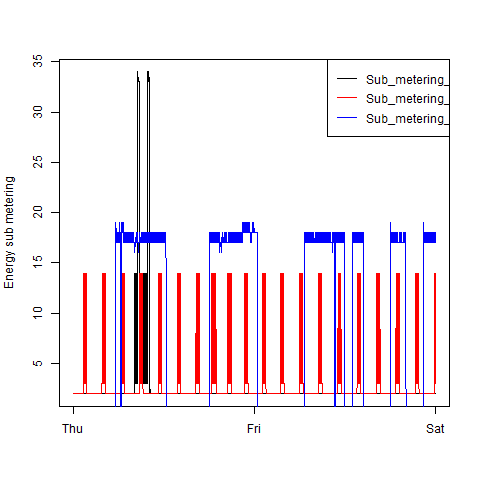 35
30
25
20
15
10
5
Energy sub metering
Sub_metering_
Sub_metering_
Sub_metering_
Thu
Fri
Sat